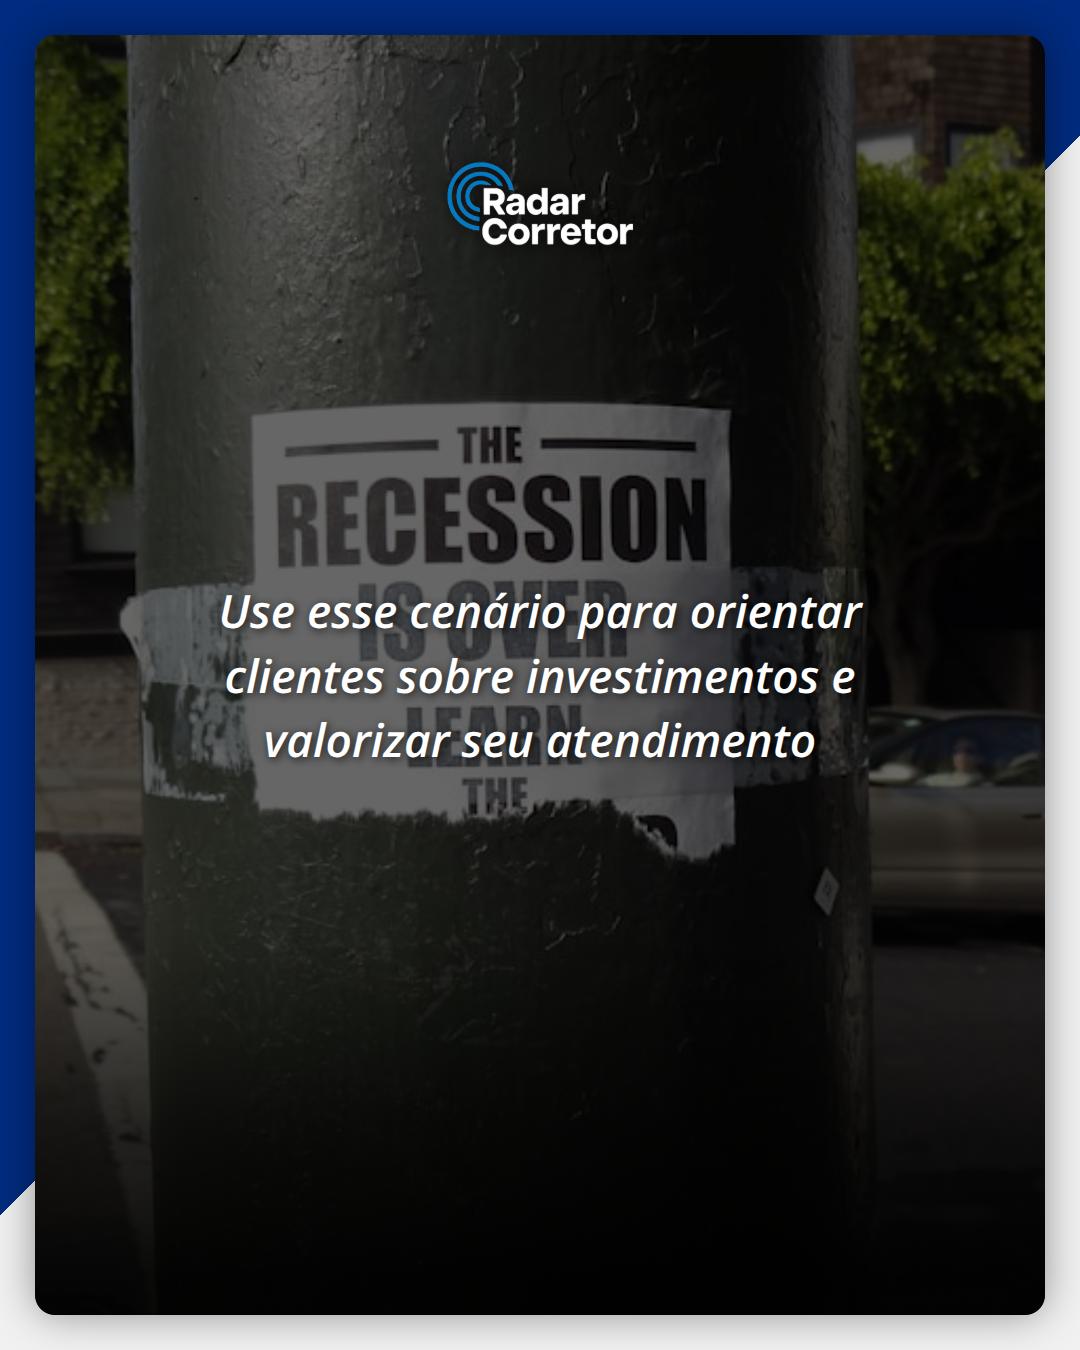 Radar
Corretor
THE
RECESSION
IS OVER
Use esse cenário para orientar
clientes sobre investimentos e
LEARN
valorizar seu atendimento
THE